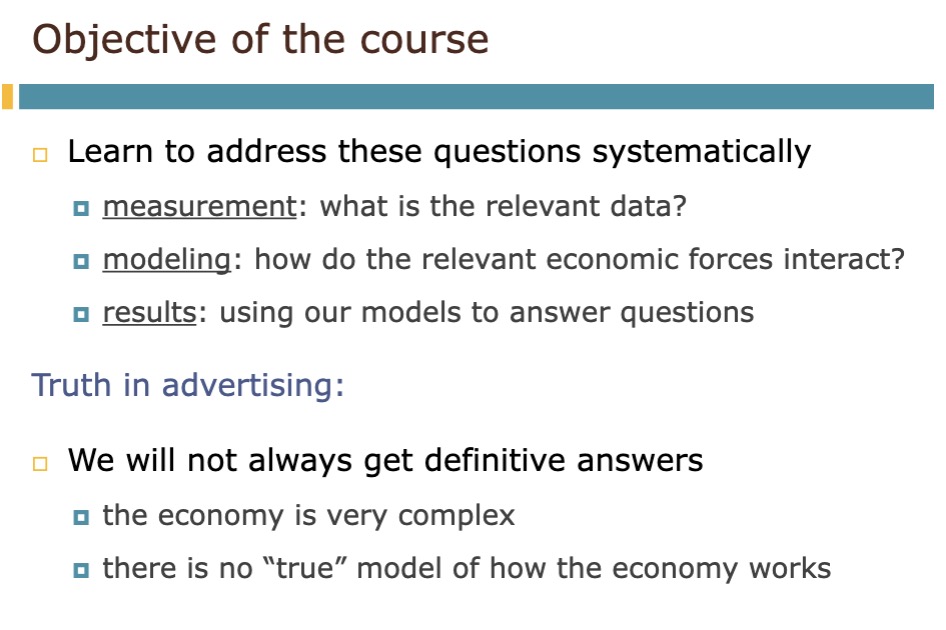 Objective of the course
Learn to address these questions systematically
measurement: what is the relevant data?
modeling: how do the relevant economic forces interact?
results: using our models to answer questions
Truth in advertising:
We will not always get definitive answers
the economy is very complex
there is no “true” model of how the economy works